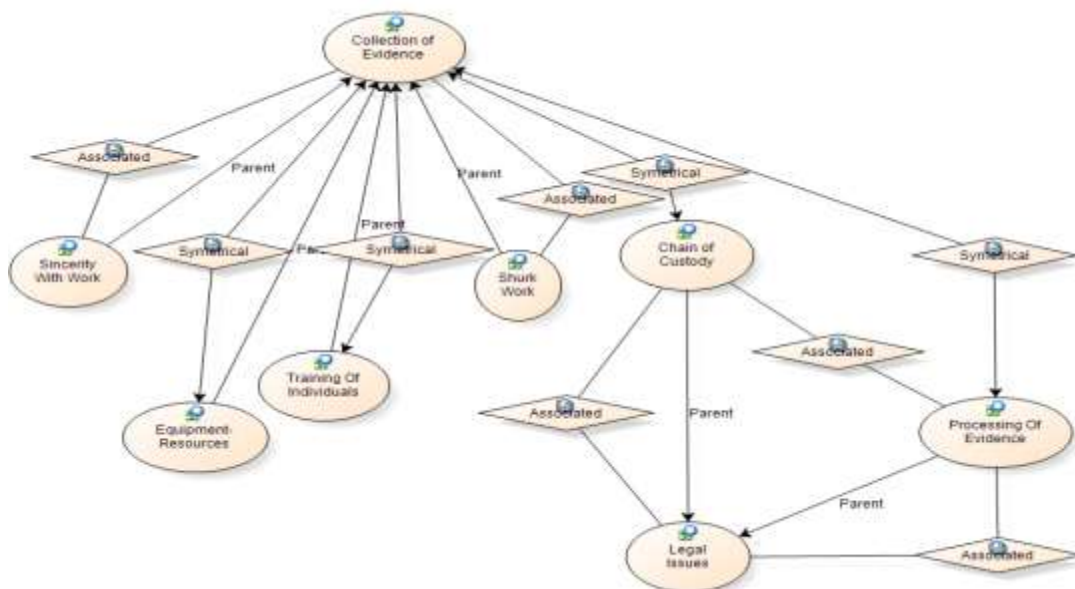 Collection of
Evidence
Associated
Parent
Symetrical
Parent
Associated
Parent
Symetrical
Symetrical
Parent
Sincerity
With Work
Shurk
Work
Chain of
Custody
Symetrical
Training Of
Individuals
Associated
Equipment-
Resources
Associated
Parent
Processing Of
Evidence
Parent
Legal
Issues
Associated